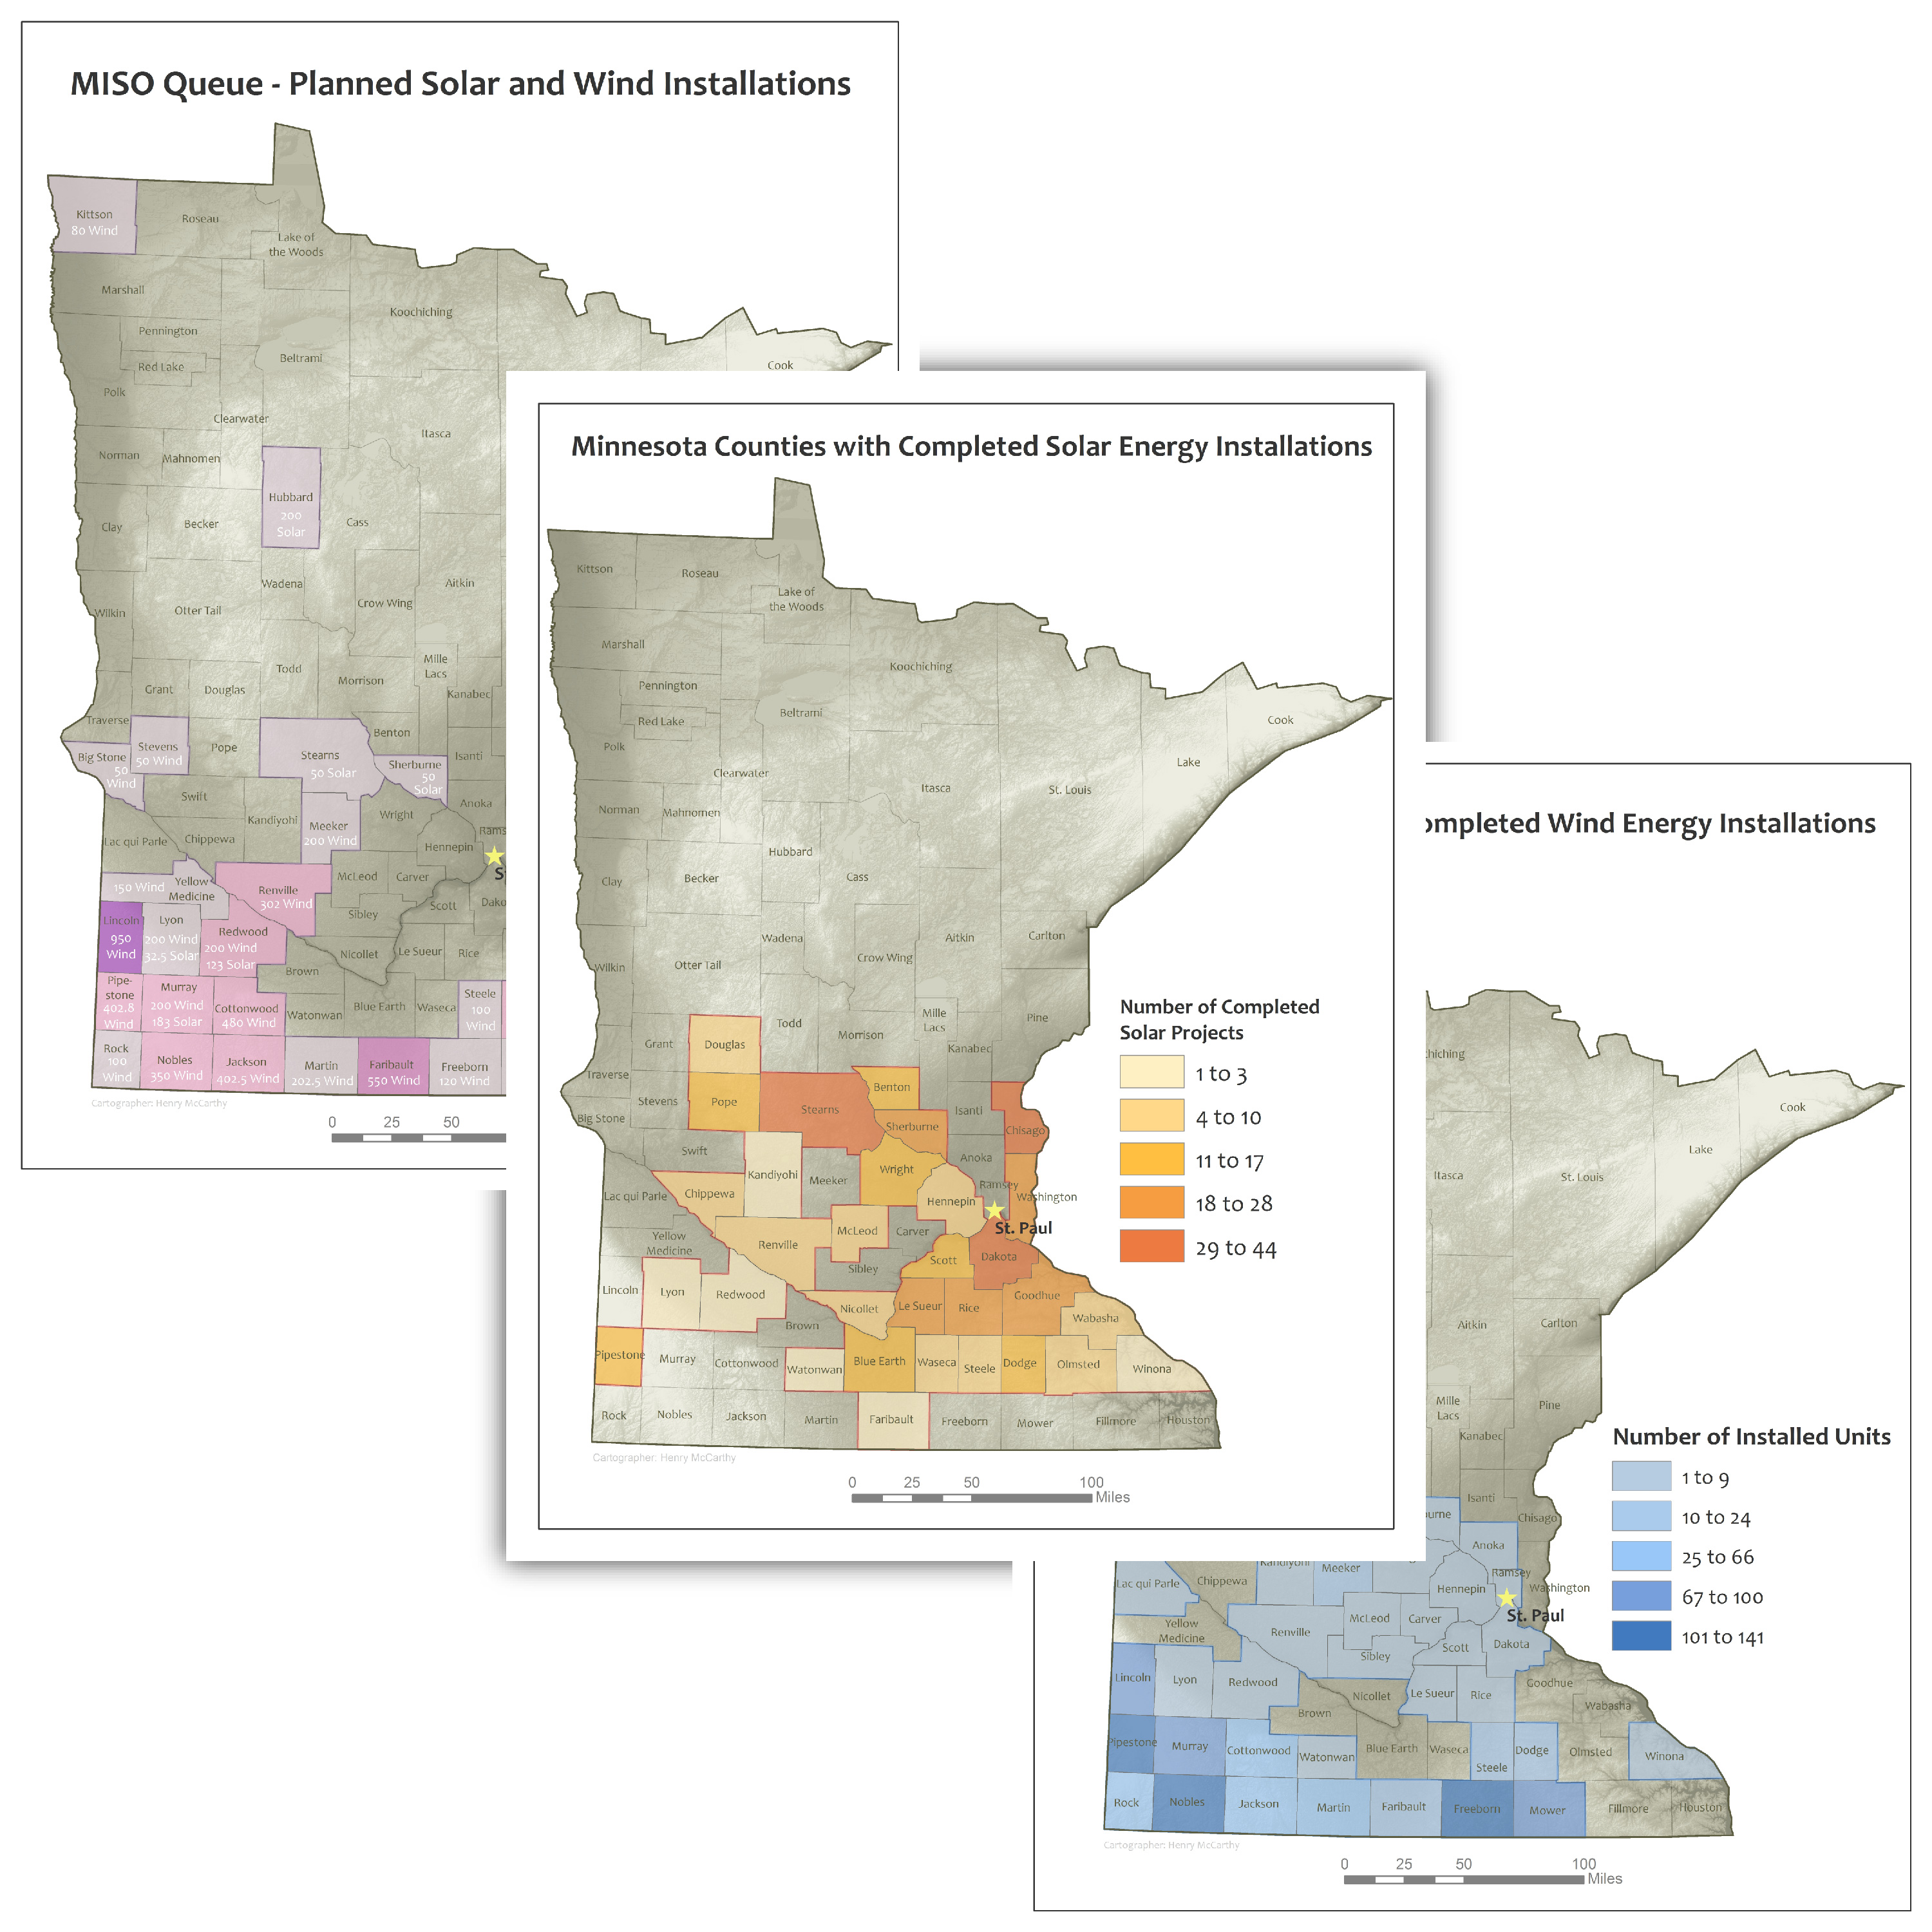 MISO Queue - Planned Solar and Wind Installations
Kittson
80 Wind
Roseau
Lake of
the Woods
Marshall
Koochiching
Pennington
Beltrami
Red Lake
Cook
Polk
Clearwater
Itasca
Norman
Mahnomen
Hubbard
200
Solar
Clay
Becker
Cass
Wadena
Aitkin
Crow Wing
Wilkin
Otter Tail
Mille
Lacs
Todd
Morrison
Grant
Douglas
Kanabec
Traverse
Benton
Stevens
50 Wind
Pope
Stearns
50 Solar
Isanti
Big Stone
50
Wind
Sherburne
50
Solar
Swift
Anoka
Kandiyohi
Meeker
200 Wind
Wright
Rams
Lac qui Parle
Chippewa
Hennepin
S
McLeod
Carver
150 Wind
Yellow
Medicine
Renville
302 Wind
Scott
Dako
Sibley
Lincoln
950
Wind
Lyon
200 Wind
32.5 Solar
Redwood
200 Wind
123 Solar
Nicollet
Le Sueur
Rice
Brown
Pipe-
stone
402.8
Wind
Murray
200 Wind
183 Solar
Cottonwood
480 Wind
Watonwan
Blue Earth
Waseca
Steele
100
Wind
Rock
100
Wind
Nobles
350 Wind
Jackson
402.5 Wind
Martin
202.5 Wind
Faribault
550 Wind
Freeborn
120 Wind
Cartographer: Henry McCarthy
0 25 50
Minnesota Counties with Completed Solar Energy Installations
Kittson
Roseau
Lake of
the Woods
Marshall
Koochiching
Pennington
Beltrami
Red Lake
Cook
Polk
Lake
Clearwater
Itasca
St. Louis
Norman
Mahnomen
Hubbard
Clay
Becker
Cass
Wadena
Aitkin
Carlton
Crow Wing
Wilkin
Otter Tail
Mille
Lacs
Pine
Todd
Morrison
Grant
Douglas
Kanabec
Traverse
Benton
Stevens
Pope
Stearns
Isanti
Big Stone
Sherburne
Chisago
Swift
Anoka
Kandiyohi
Meeker
Wright
Ramsey
Washington
Lac qui Parle
Chippewa
Hennepin
St. Paul
McLeod
Carver
Yellow
Medicine
Renville
Scott
Dakota
Sibley
Lincoln
Lyon
Redwood
Nicollet
Le Sueur
Rice
Goodhue
Wabasha
Brown
Pipestone
Murray
Cottonwood
Watonwan
Blue Earth
Waseca
Steele
Dodge
Olmsted
Winona
Rock
Nobles
Jackson
Martin
Faribault
Freeborn
Mower
Fillmore
Houston
Cartographer: Henry McCarthy
Number of Completed
Solar Projects
1 to 3
4 to 10
11 to 17
18 to 28
29 to 44
0 25 50 100
Miles
ompleted Wind Energy Installations
hiching
Cook
Lake
Itasca
St. Louis
Aitkin
Carlton
Mille
Lacs
Pine
Kanabec
Isanti
urne
Chisago
Anoka
Kandiyohi
Meeker
Ramsey
Washington
Lac qui Parle
Chippewa
Hennepin
St. Paul
McLeod
Carver
Yellow
Medicine
Renville
Scott
Dakota
Sibley
Lincoln
Lyon
Redwood
Nicollet
Le Sueur
Rice
Goodhue
Wabasha
Brown
Pipestone
Murray
Cottonwood
Watonwan
Blue Earth
Waseca
Steele
Dodge
Olmsted
Winona
Rock
Nobles
Jackson
Martin
Faribault
Freeborn
Mower
Fillmore
Houston
Cartographer: Henry McCarthy
Number of Installed Units
1 to 9
10 to 24
25 to 66
67 to 100
101 to 141
0 25 50 100
Miles